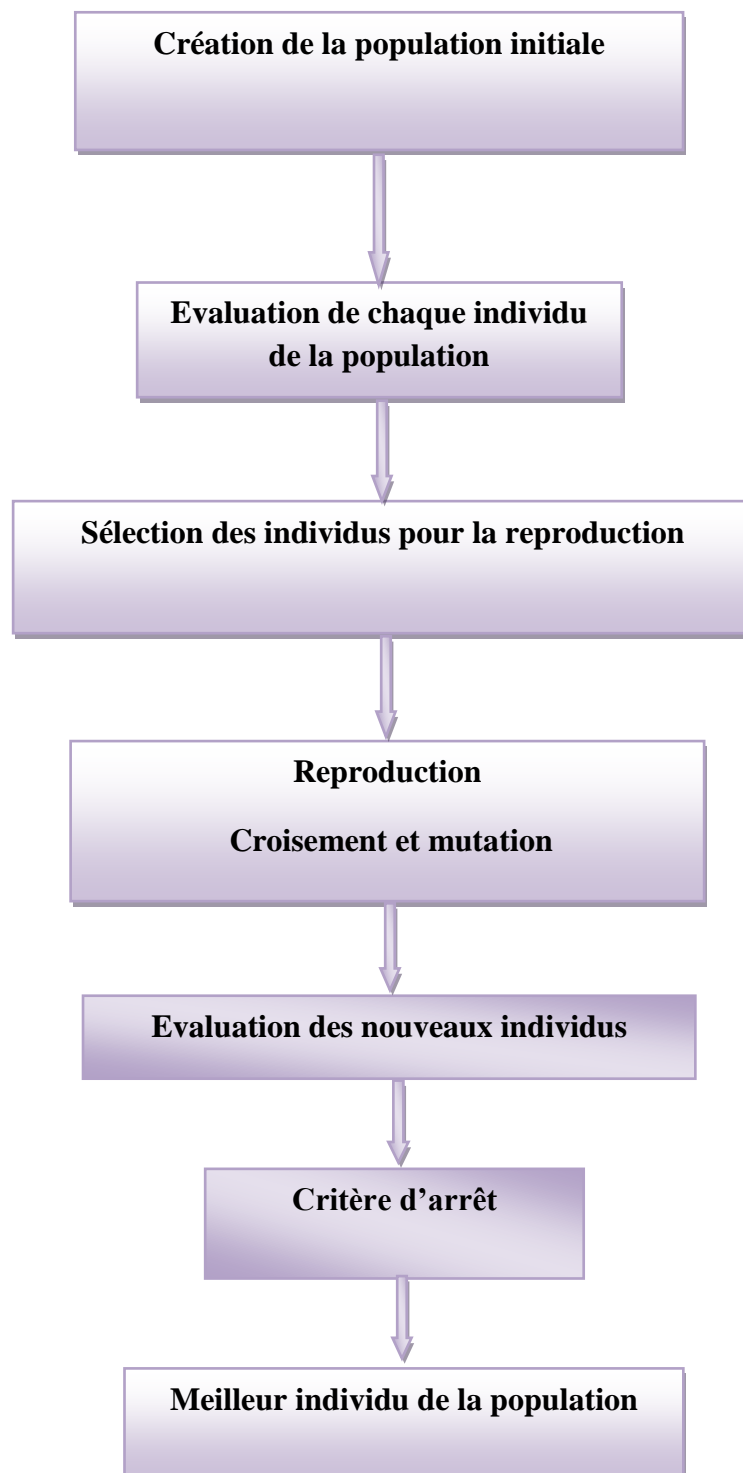 Création de la population initiale
Evaluation de chaque individu
de la population
Sélection des individus pour la reproduction
Reproduction
Croisement et mutation
Evaluation des nouveaux individus
Critère d’arrêt
Meilleur individu de la population